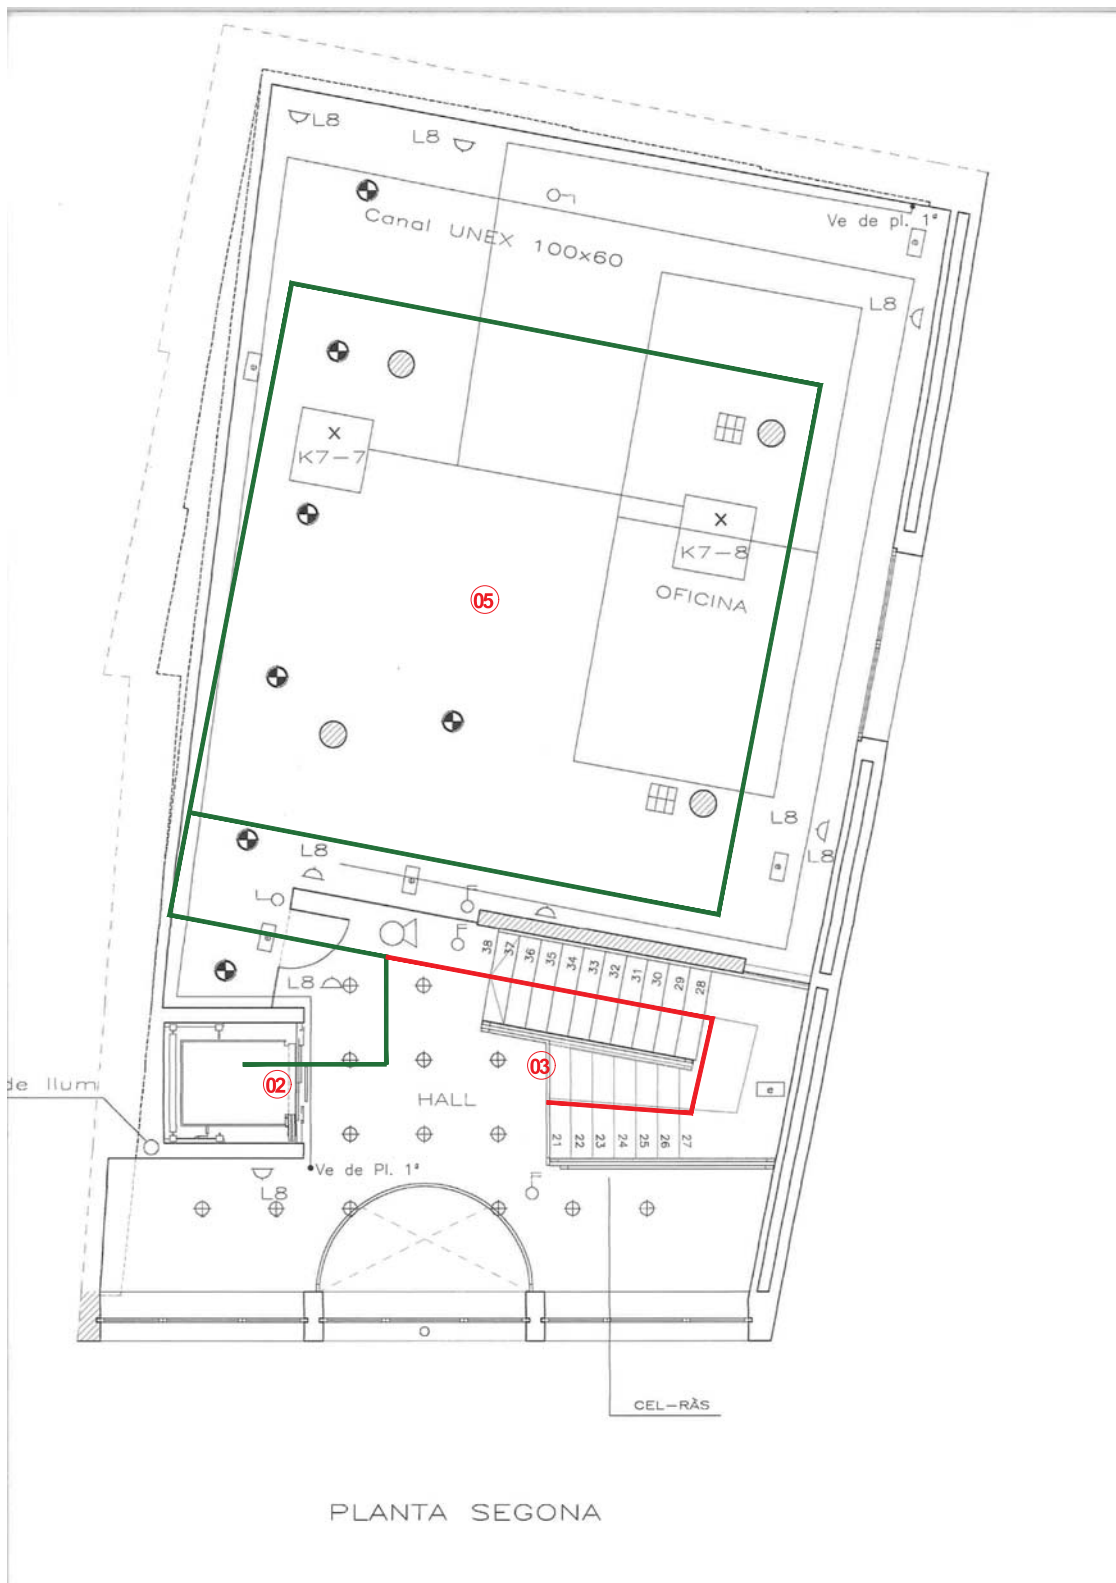 L8
L8
Ve de pl. 1ª
Canal UNEX 100x60
e
L8
e
X
K7-7
X
K7-8
OFICINA
05
L8
L8
L8
e
e
e
38
37
36
35
34
33
32
31
30
29
28
L8
03
02
de llum
HALL
e
21
22
23
24
25
26
27
Ve de Pl. 1ª
L8
CEL-RÀS
PLANTA SEGONA